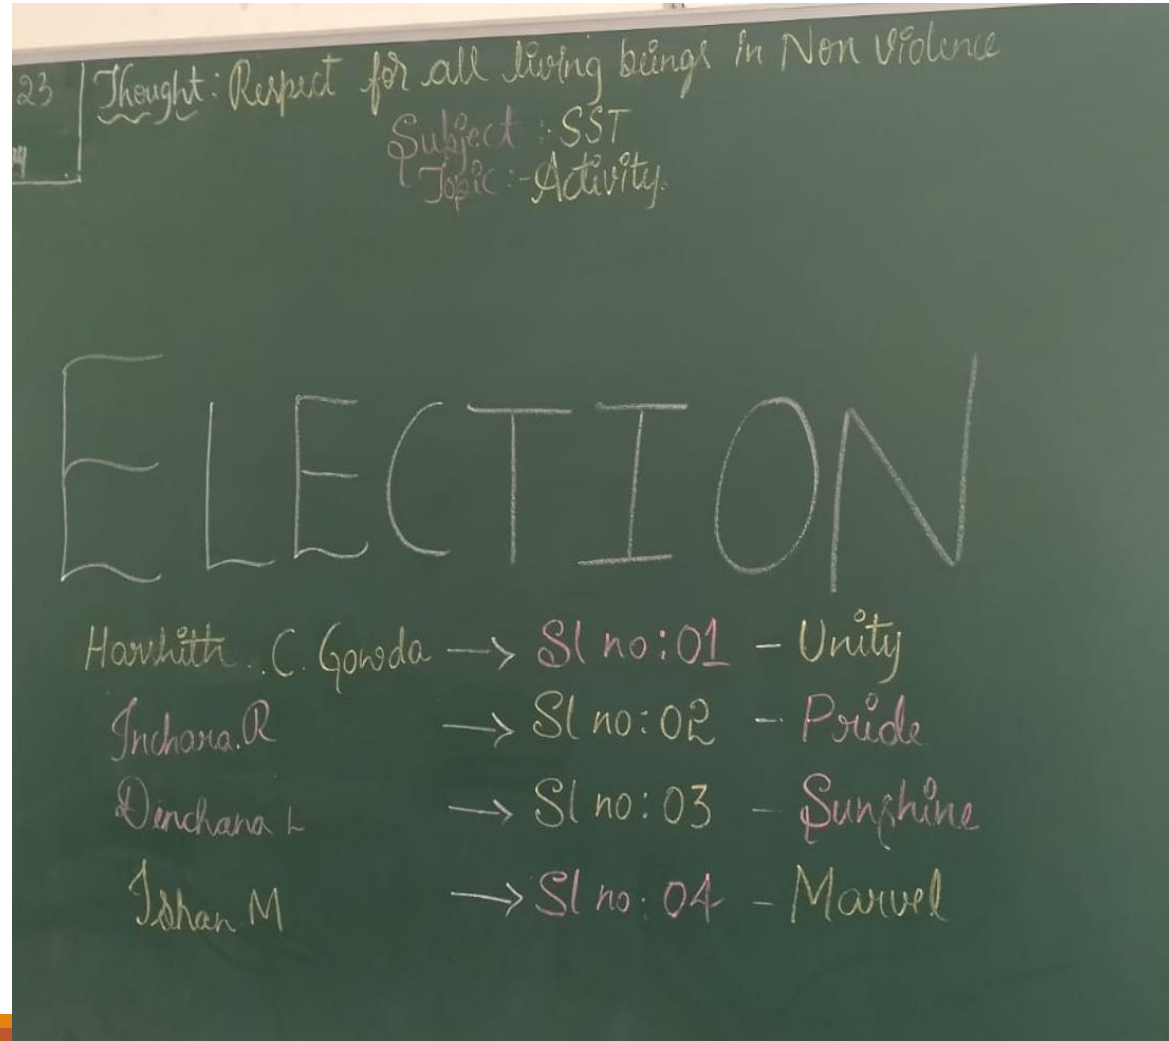 23
Thought: Respect for all living beings in Non Violence
Subject :- SST
Topic :- Activity.
ELECTION
Harshith . C. Gowda → Sl no: 01 - Unity
Inchara.R → Sl no: 02 - Pride
Dinchana L → Sl no: 03 - Sunshine
Ishan M → Sl no: 04 - Marvel